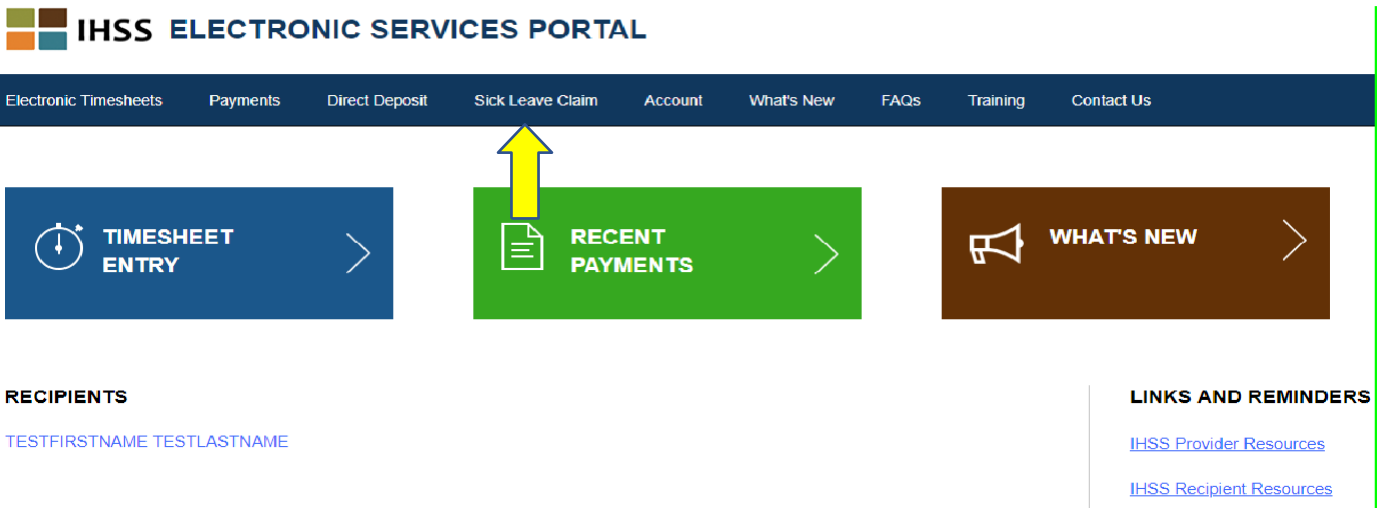 IHSS ELECTRONIC SERVICES PORTAL
Electronic Timesheets Payments Direct Deposit Sick Leave Claim Account What's New FAQs Training Contact Us
TIMESHEET
ENTRY
RECENT
PAYMENTS
WHAT'S NEW
RECIPIENTS
TESTFIRSTNAME TESTLASTNAME
LINKS AND REMINDERS
IHSS Provider Resources
IHSS Recipient Resources